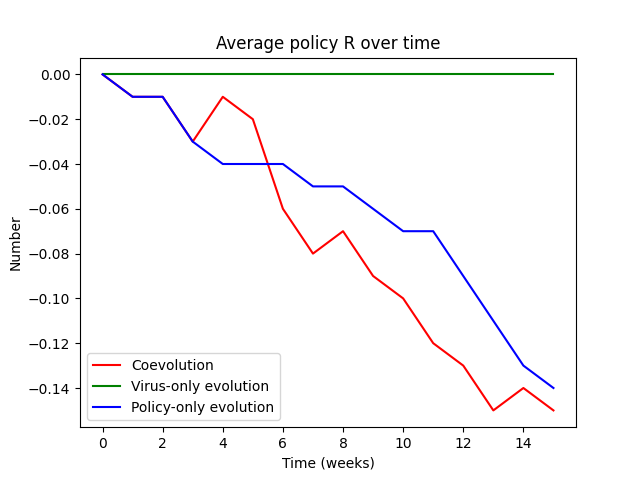 Average policy R over time
Number
0.00
−0.02
−0.04
−0.06
−0.08
−0.10
−0.12
−0.14
Coevolution
Virus-only evolution
Policy-only evolution
0 2 4 6 8 10 12 14
Time (weeks)